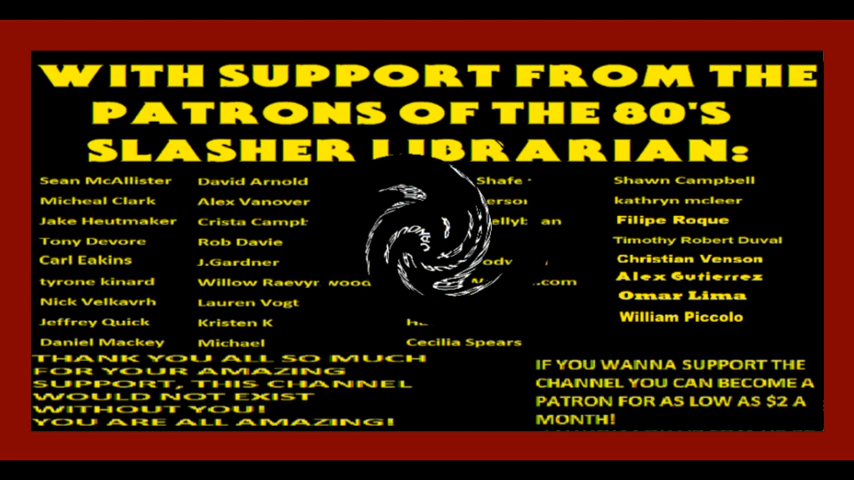 WITH SUPPORT FROM THE
PATRONS OF THE 80'S
SLASHER LIBRARIAN:
Sean McAllister
Micheal Clark
Jake Heutmaker
Tony Devore
Carl Eakins
tyrone kinard
Nick Velkavrh
Jeffrey Quick
Daniel Mackey
David Arnold
Alex Vanover
Crista Campb
Rob Davie
J.Gardner
Willow Raevyn wood
Lauren Vogt
Kristen K
Michael
Cecilia Spears
.com
Shawn Campbell
kathryn mcleer
Filipe Roque
Timothy Robert Duval
Christian Venson
Alex Gutierrez
Omar Lima
William Piccolo
THANK YOU ALL SO MUCH
FOR YOUR AMAZING
SUPPORT, THIS CHANNEL
WOULD NOT EXIST
WITHOUT YOU!
YOU ARE ALL AMAZING!
IF YOU WANNA SUPPORT THE
CHANNEL YOU CAN BECOME A
PATRON FOR AS LOW AS $2 A
MONTH!